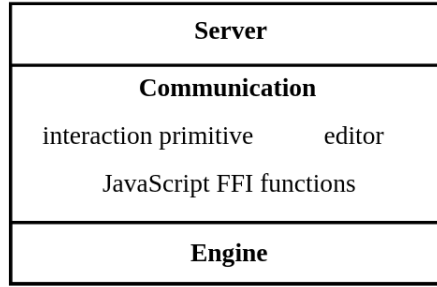 Server
Communication
interaction primitive editor
JavaScript FFI functions
Engine